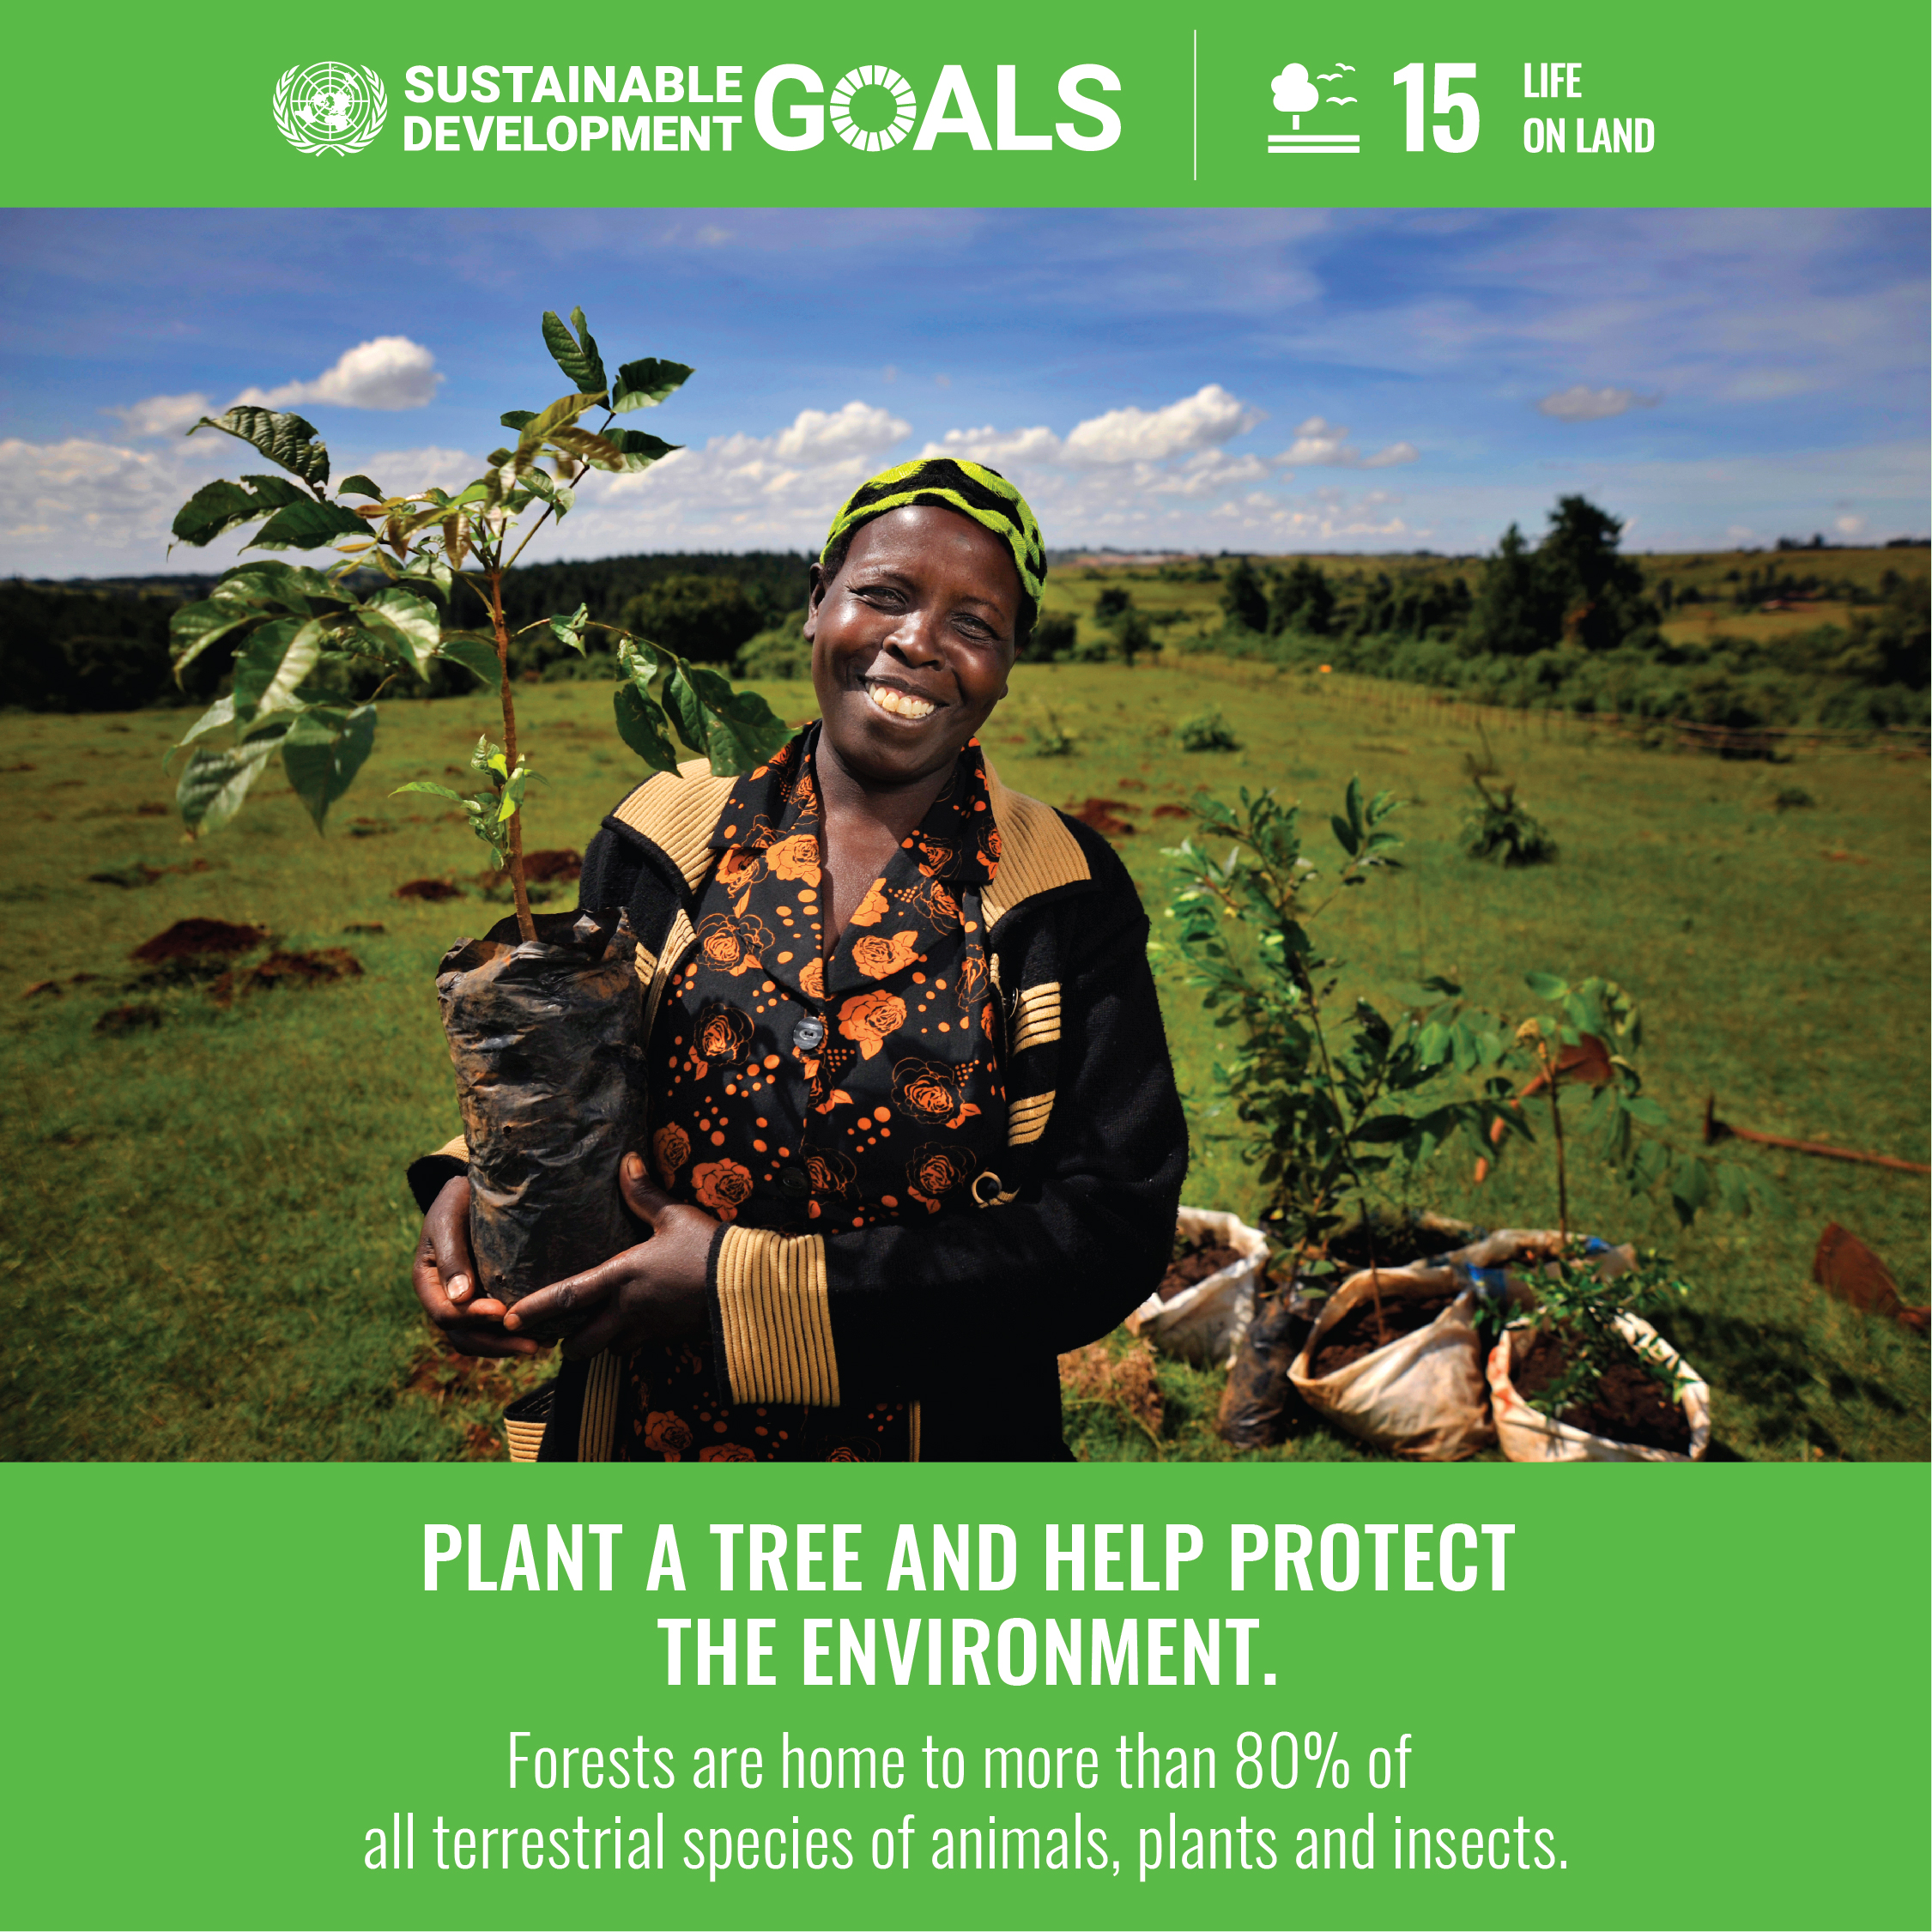 SUSTAINABLE
DEVELOPMENT GOALS
15 LIFE
ON LAND
PLANT A TREE AND HELP PROTECT
THE ENVIRONMENT.
Forests are home to more than 80% of
all terrestrial species of animals, plants and insects.